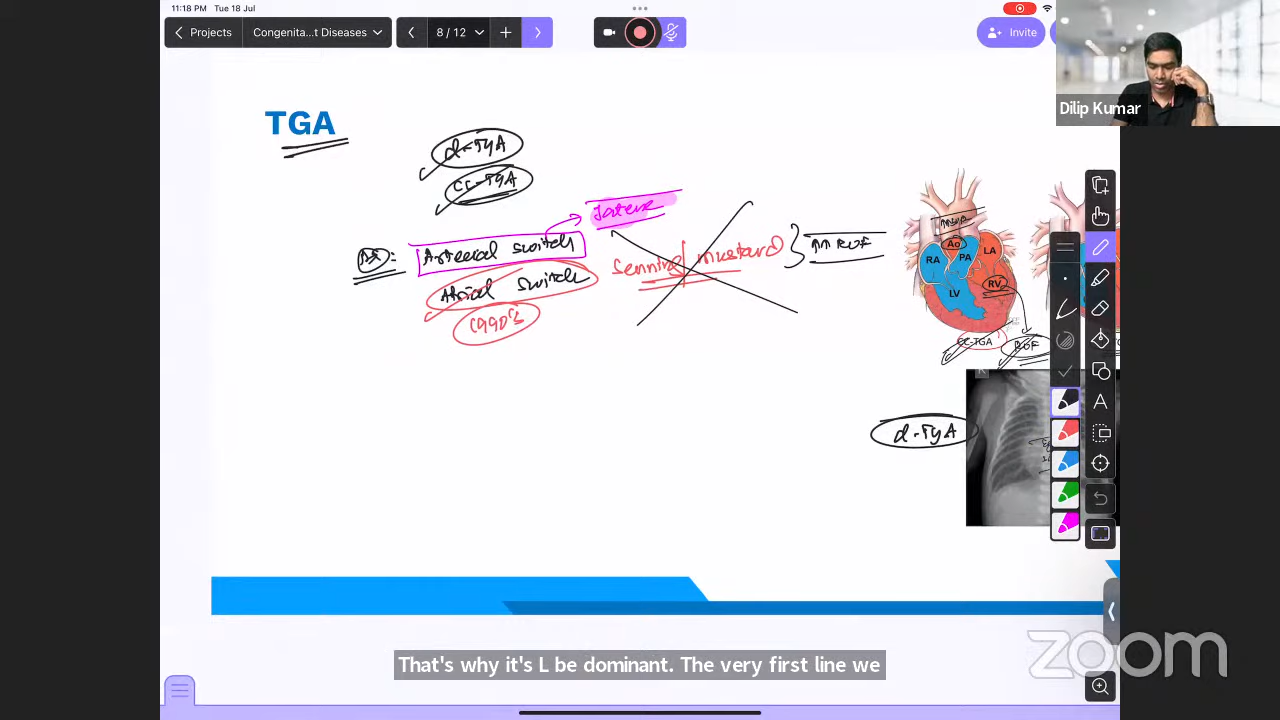 11:18 PM Tue 18 Jul
Projects
Congenita...t Diseases
8 / 12
Invite
Dilip Kumar
TGA
d-TGA
CC-TGA
Jatene
Rx:
Arterial switch
Atrial switch
1990's
Senning mustard
RVF
Ao
RA
PA
LA
LV
RV
CC-TGA
RVF
d-TGA
R
A
That's why it's L be dominant. The very first line we
ZOOM